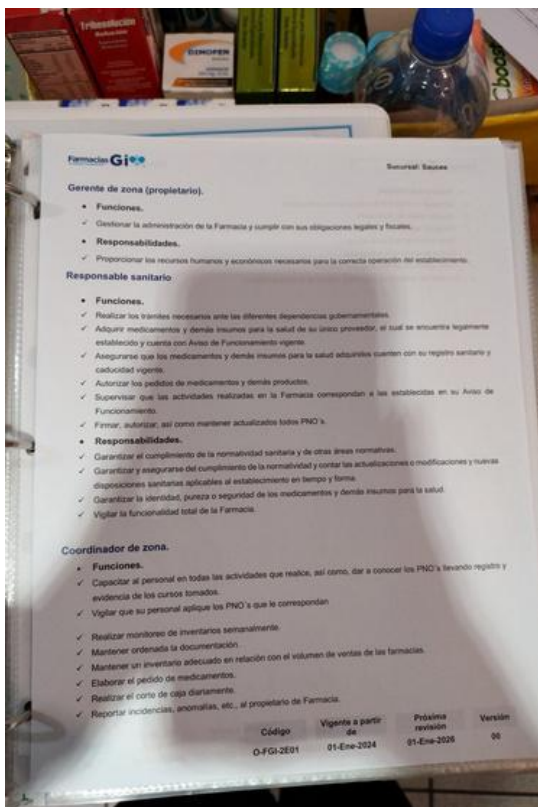 Tribesolución
Solución
DINOFEN
Cboost
Farmacias Gi
Sucursal: Sauces
Gerente de zona (propietario).
• Funciones.
✓ Gestionar la administración de la Farmacia y cumplir con sus obligaciones legales y fiscales.
• Responsabilidades.
✓ Proporcionar los recursos humanos y económicos necesarios para la correcta operación del establecimiento.
Responsable sanitario
• Funciones.
✓ Realizar los trámites necesarios ante las diferentes dependencias gubernamentales.
✓ Adquirir medicamentos y demás insumos para la salud de su único proveedor, el cual se encuentra legalmente
establecido y cuenta con Aviso de Funcionamiento vigente.
✓ Asegurarse que los medicamentos y demás insumos para la salud adquiridos cuenten con su registro sanitario y
caducidad vigente.
✓ Autorizar los pedidos de medicamentos y demás productos.
✓ Supervisar que las actividades realizadas en la Farmacia correspondan a las establecidas en su Aviso de
Funcionamiento.
✓ Firmar, autorizar, así como mantener actualizados todos PNO´s.
• Responsabilidades.
✓ Garantizar el cumplimiento de la normatividad sanitaria y de otras áreas normativas.
✓ Garantizar y asegurarse del cumplimiento de la normatividad y contar las actualizaciones o modificaciones y nuevas
disposiciones sanitarias aplicables al establecimiento en tiempo y forma.
✓ Garantizar la identidad, pureza o seguridad de los medicamentos y demás insumos para la salud.
✓ Vigilar la funcionalidad total de la Farmacia.
Coordinador de zona.
• Funciones.
✓ Capacitar al personal en todas las actividades que realice, así como, dar a conocer los PNO´s llevando registro y
evidencia de los cursos tomados.
✓ Vigilar que su personal aplique los PNO´s que le correspondan
✓ Realizar monitoreo de inventarios semanalmente.
✓ Mantener ordenada la documentación.
✓ Mantener un inventario adecuado en relación con el volumen de ventas de las farmacias.
✓ Elaborar el pedido de medicamentos.
✓ Realizar el corte de caja diariamente.
✓ Reportar incidencias, anomalías, etc., al propietario de Farmacia.
Código Vigente a partir de Próxima revisión Versión
O-FGI-2E01 01-Ene-2024 01-Ene-2026 00